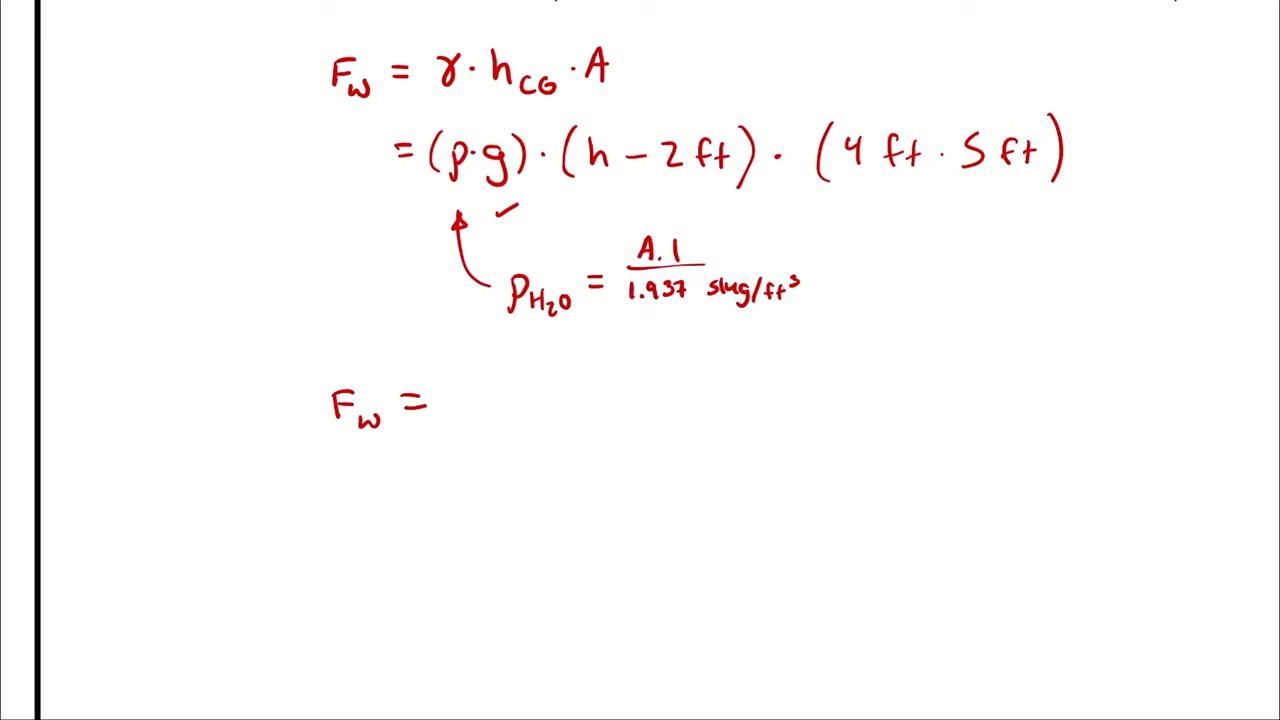 F_w = γ · h_CG · A
= (ρ · g) · (h − 2 ft) · (4 ft · 5 ft)
ρ_H₂O = A.1
1.937 slug/ft³
F_w =